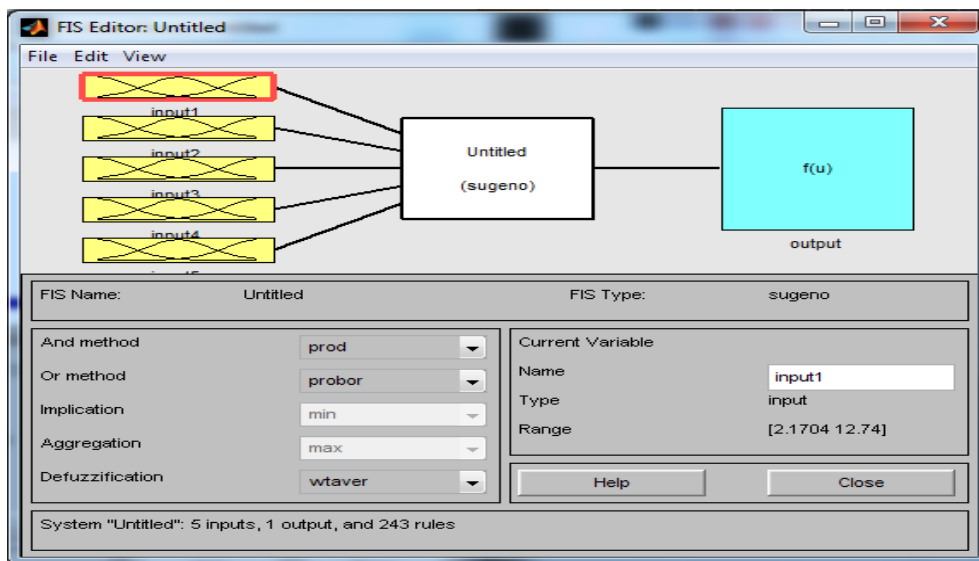 FIS Editor: Untitled
File Edit View
input1
input2
input3
input4
Untitled
(sugeno)
f(u)
output
FIS Name: Untitled FIS Type: sugeno
And method prod
Or method probor
Implication min
Aggregation max
Defuzzification wtaver
Current Variable
Name input1
Type input
Range [2.1704 12.74]
Help Close
System "Untitled": 5 inputs, 1 output, and 243 rules